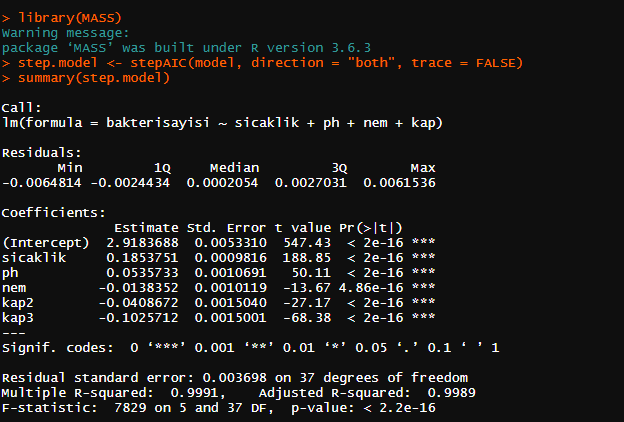 > library(MASS)
Warning message:
package ‘MASS’ was built under R version 3.6.3
> step.model <- stepAIC(model, direction = "both", trace = FALSE)
> summary(step.model)

Call:
lm(formula = bakterisayisi ~ sicaklik + ph + nem + kap)

Residuals:
       Min         1Q     Median         3Q        Max
-0.0064814 -0.0024434  0.0002054  0.0027031  0.0061536

Coefficients:
              Estimate Std. Error t value Pr(>|t|)
(Intercept)  2.9183688  0.0053310  547.43  < 2e-16 ***
sicaklik     0.1853751  0.0009816  188.85  < 2e-16 ***
ph           0.0535733  0.0010691   50.11  < 2e-16 ***
nem         -0.0138352  0.0010119  -13.67 4.86e-16 ***
kap2        -0.0408672  0.0015040  -27.17  < 2e-16 ***
kap3        -0.1025712  0.0015001  -68.38  < 2e-16 ***
---
Signif. codes:  0 ‘***’ 0.001 ‘**’ 0.01 ‘*’ 0.05 ‘.’ 0.1 ‘ ’ 1

Residual standard error: 0.003698 on 37 degrees of freedom
Multiple R-squared:  0.9991,    Adjusted R-squared:  0.9989
F-statistic:  7829 on 5 and 37 DF,  p-value: < 2.2e-16